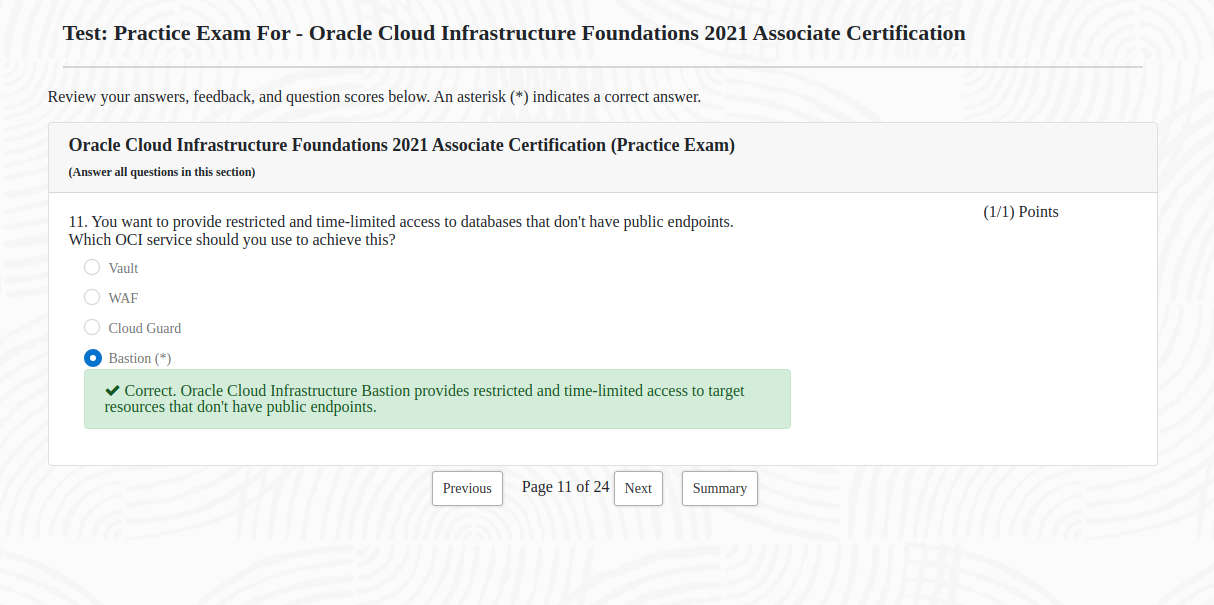 Test: Practice Exam For - Oracle Cloud Infrastructure Foundations 2021 Associate Certification
Review your answers, feedback, and question scores below. An asterisk (*) indicates a correct answer.
Oracle Cloud Infrastructure Foundations 2021 Associate Certification (Practice Exam)
(Answer all questions in this section)
11. You want to provide restricted and time-limited access to databases that don't have public endpoints.
(1/1) Points
Which OCI service should you use to achieve this?
Vault
WAF
Cloud Guard
Bastion (*)
✔ Correct. Oracle Cloud Infrastructure Bastion provides restricted and time-limited access to target
resources that don't have public endpoints.
Previous Page 11 of 24 Next Summary